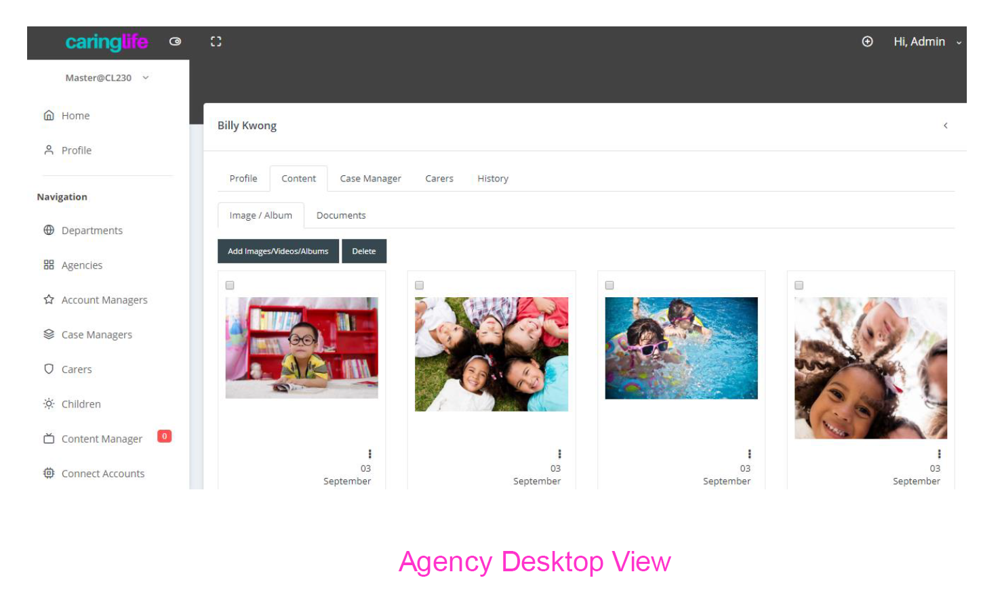 caringlife
Hi, Admin
Master@CL230
Home
Profile
Navigation
Departments
Agencies
Account Managers
Case Managers
Carers
Children
Content Manager 0
Connect Accounts
Billy Kwong
Profile Content Case Manager Carers History
Image / Album Documents
Add Images/Videos/Albums Delete
03 03 03 03
September September September September
Agency Desktop View